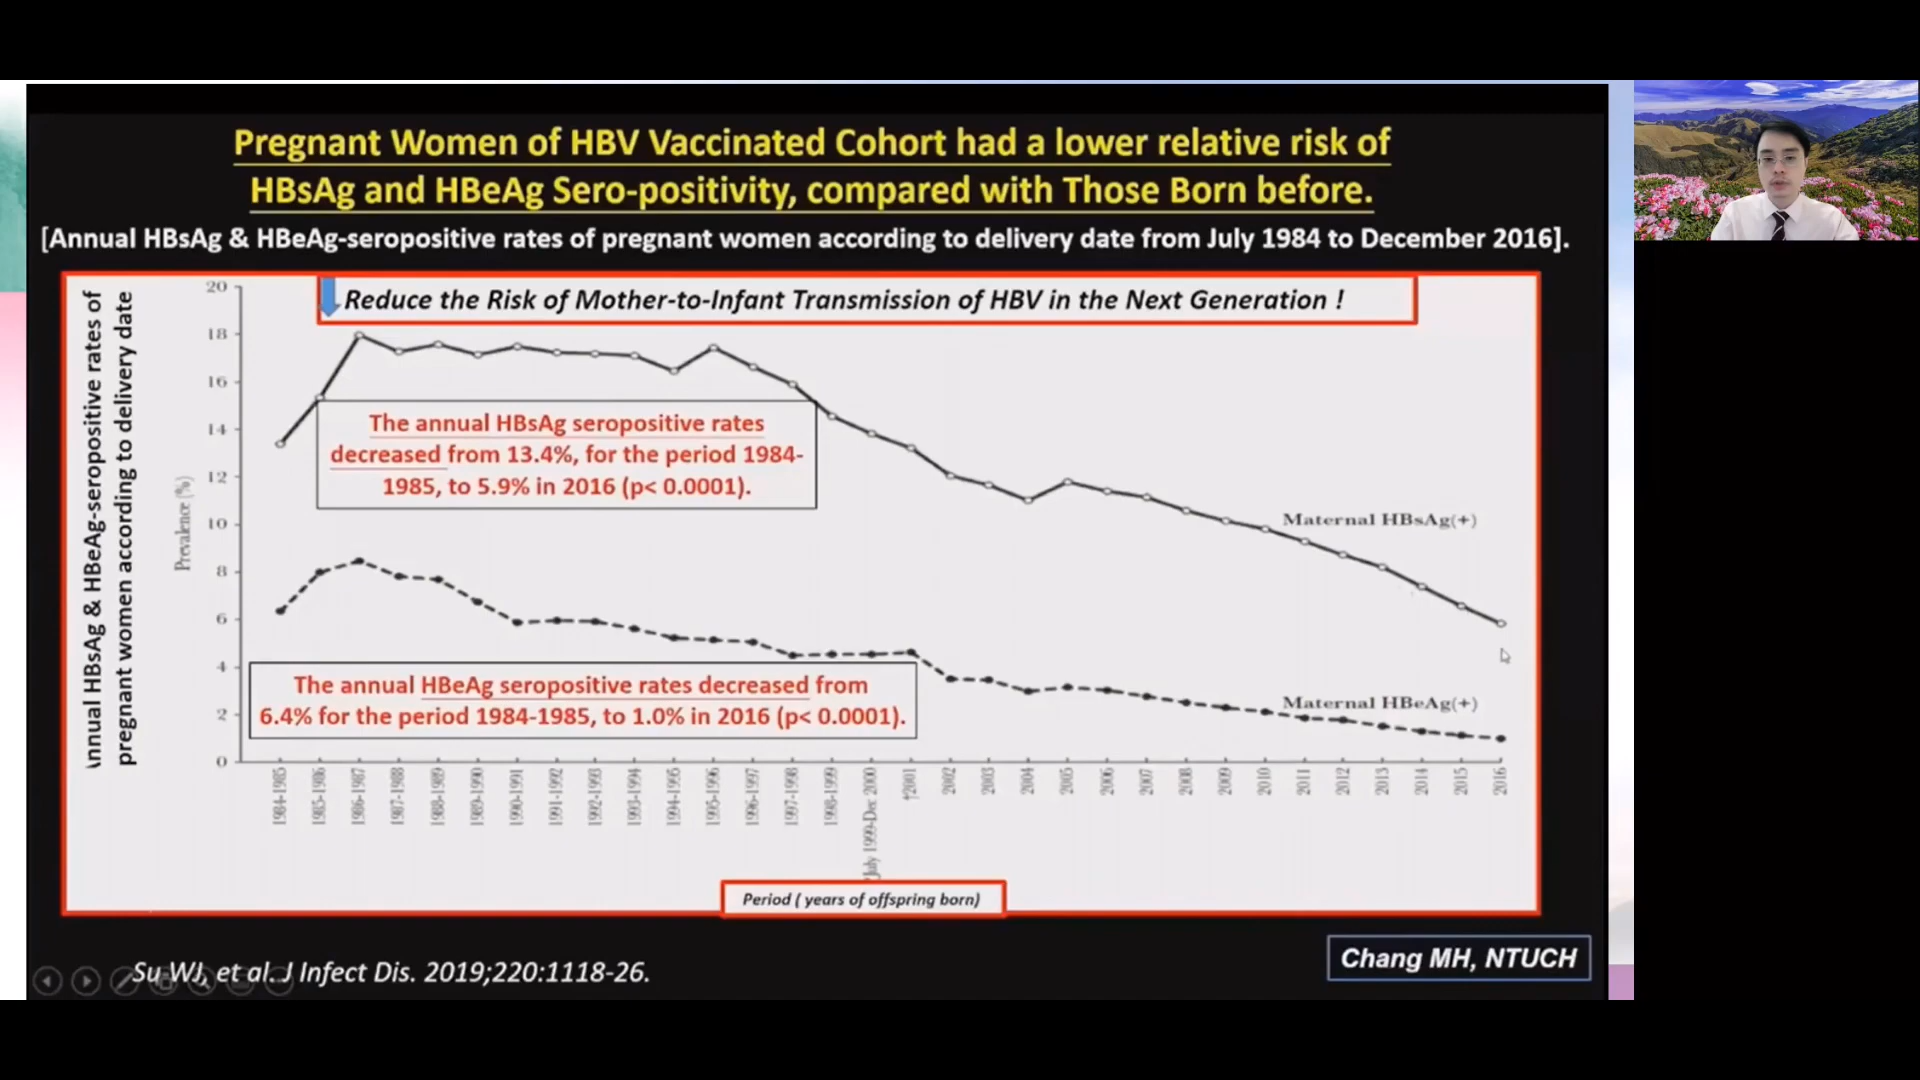 Pregnant Women of HBV Vaccinated Cohort had a lower relative risk of
HBsAg and HBeAg Sero-positivity, compared with Those Born before.
[Annual HBsAg & HBeAg-seropositive rates of pregnant women according to delivery date from July 1984 to December 2016].
Reduce the Risk of Mother-to-Infant Transmission of HBV in the Next Generation !
nnual HBsAg & HBeAg-seropositive rates of
pregnant women according to delivery date
Prevalence (%)
20
18
16
14
12
10
8
6
4
2
0
The annual HBsAg seropositive rates
decreased from 13.4%, for the period 1984-
1985, to 5.9% in 2016 (p< 0.0001).
Maternal HBsAg(+)
The annual HBeAg seropositive rates decreased from
6.4% for the period 1984-1985, to 1.0% in 2016 (p< 0.0001).
Maternal HBeAg(+)
1984-1985
1985-1986
1986-1987
1987-1988
1988-1989
1989-1990
1990-1991
1991-1992
1992-1993
1993-1994
1994-1995
1995-1996
1996-1997
1997-1998
1998-1999
*July 1999-Dec 2000
†2001
2002
2003
2004
2005
2006
2007
2008
2009
2010
2011
2012
2013
2014
2015
2016
Period ( years of offspring born)
Su WJ, et al. J Infect Dis. 2019;220:1118-26.
Chang MH, NTUCH